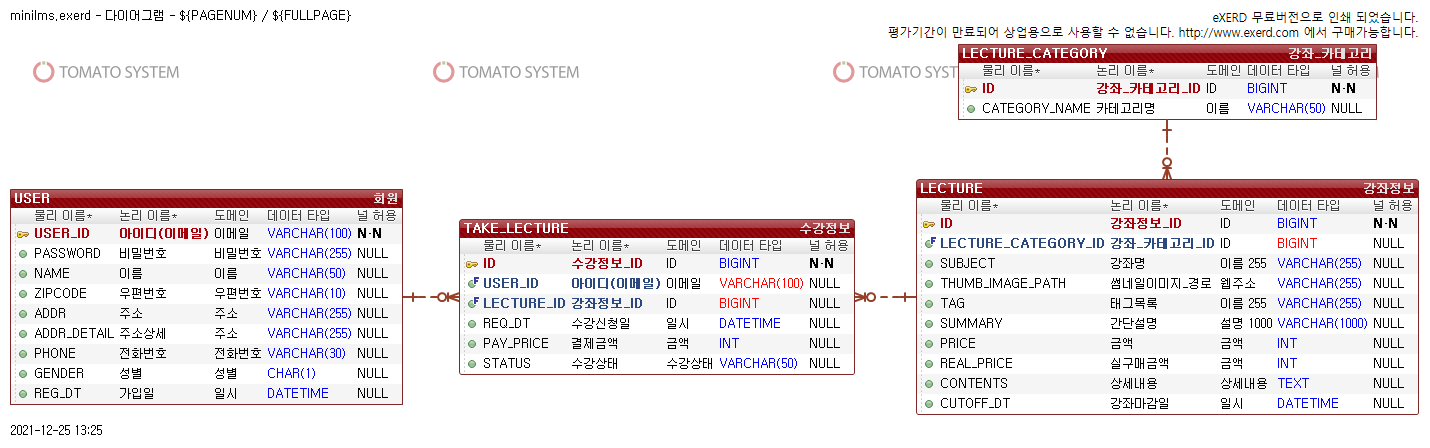 minilms.exerd - 다이어그램 - ${PAGENUM} / ${FULLPAGE}
eXERD 무료버전으로 인쇄 되었습니다.
평가기간이 만료되어 상업용으로 사용할 수 없습니다. http://www.exerd.com 에서 구매가능합니다.
TOMATO SYSTEM
TOMATO SYSTEM
TOMATO SYST
LECTURE_CATEGORY 강좌_카테고리
물리 이름* 논리 이름* 도메인 데이터 타입 널 허용
ID 강좌_카테고리_ID ID BIGINT N-N
CATEGORY_NAME 카테고리명 이름 VARCHAR(50) NULL
USER 회원
물리 이름* 논리 이름* 도메인 데이터 타입 널 허용
USER_ID 아이디(이메일) 이메일 VARCHAR(100) N-N
PASSWORD 비밀번호 비밀번호 VARCHAR(255) NULL
NAME 이름 이름 VARCHAR(50) NULL
ZIPCODE 우편번호 우편번호 VARCHAR(10) NULL
ADDR 주소 주소 VARCHAR(255) NULL
ADDR_DETAIL 주소상세 주소 VARCHAR(255) NULL
PHONE 전화번호 전화번호 VARCHAR(30) NULL
GENDER 성별 성별 CHAR(1) NULL
REG_DT 가입일 일시 DATETIME NULL
TAKE_LECTURE 수강정보
물리 이름* 논리 이름* 도메인 데이터 타입 널 허용
ID 수강정보_ID ID BIGINT N-N
USER_ID 아이디(이메일) 이메일 VARCHAR(100) NULL
LECTURE_ID 강좌정보_ID ID BIGINT NULL
REQ_DT 수강신청일 일시 DATETIME NULL
PAY_PRICE 결제금액 금액 INT NULL
STATUS 수강상태 수강상태 VARCHAR(50) NULL
LECTURE 강좌정보
물리 이름* 논리 이름* 도메인 데이터 타입 널 허용
ID 강좌정보_ID ID BIGINT N-N
LECTURE_CATEGORY_ID 강좌_카테고리_ID ID BIGINT NULL
SUBJECT 강좌명 이름 255 VARCHAR(255) NULL
THUMB_IMAGE_PATH 썸네일이미지_경로 웹주소 VARCHAR(255) NULL
TAG 태그목록 이름 255 VARCHAR(255) NULL
SUMMARY 간단설명 설명 1000 VARCHAR(1000) NULL
PRICE 금액 금액 INT NULL
REAL_PRICE 실구매금액 금액 INT NULL
CONTENTS 상세내용 상세내용 TEXT NULL
CUTOFF_DT 강좌마감일 일시 DATETIME NULL
2021-12-25 13:25